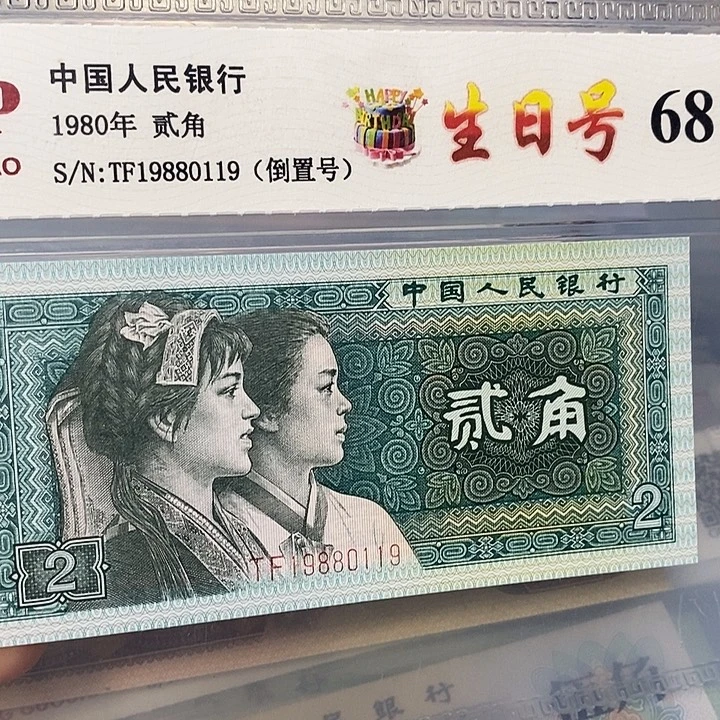 中国人民银行
1980年 贰角
S/N:TF19880119（倒置号）
HAPPY BIRTHDAY
生日号
68
中国人民银行
贰角
2
2
TF19880119